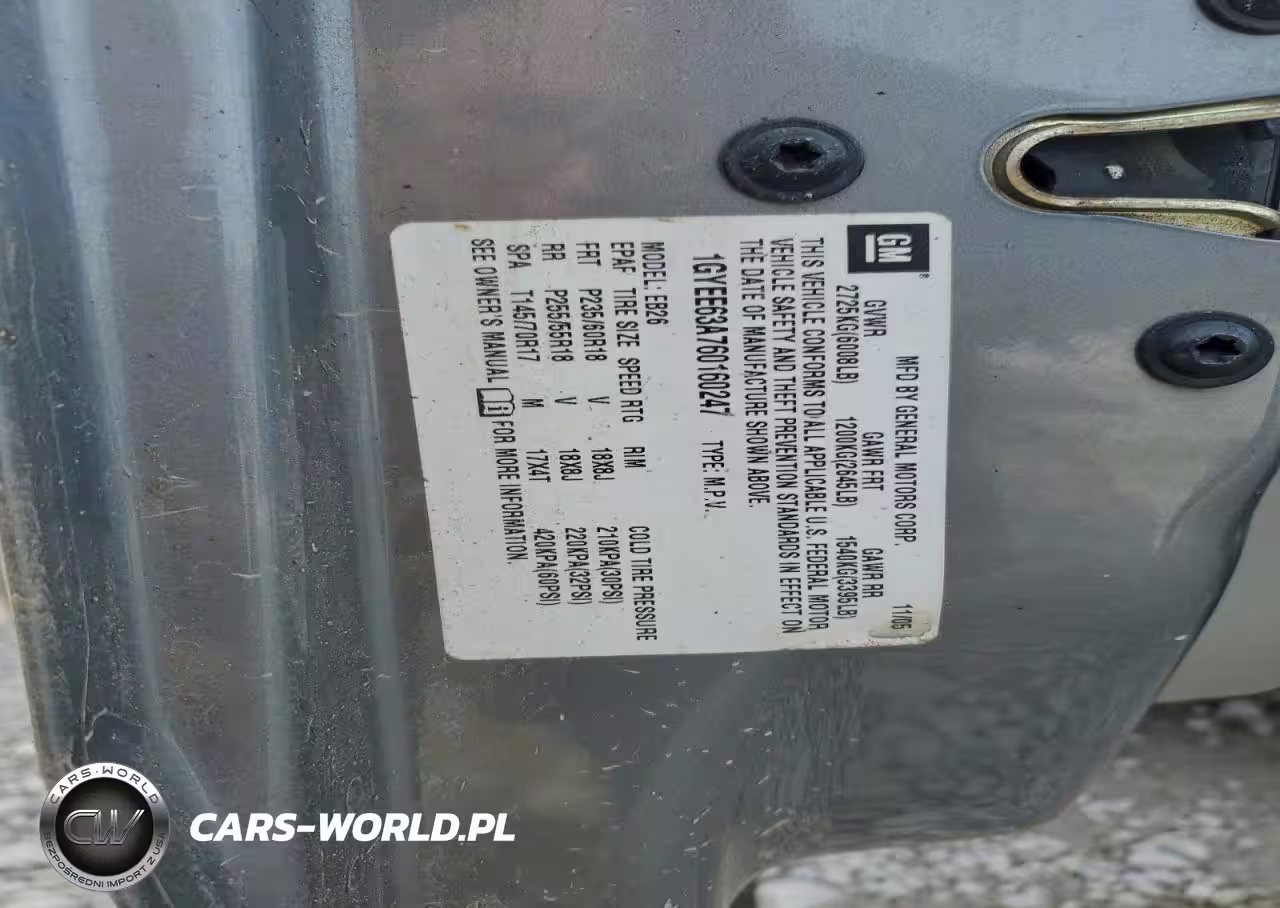 GM®
MFD BY GENERAL MOTORS CORP. 11/05
GVWR GAWR FRT GAWR RR
2725KG(6008LB) 1200KG(2645LB) 1540KG(3395LB)
THIS VEHICLE CONFORMS TO ALL APPLICABLE U.S. FEDERAL MOTOR
VEHICLE SAFETY AND THEFT PREVENTION STANDARDS IN EFFECT ON
THE DATE OF MANUFACTURE SHOWN ABOVE.
1GYEE63A760160247 TYPE: M.P.V.
MODEL: EB26
EPAF TIRE SIZE SPEED RTG RIM COLD TIRE PRESSURE
FRT P235/60R18 V 18X8J 210KPA(30PSI)
RR P255/55R18 V 18X8J 220KPA(32PSI)
SPA T145/70R17 M 17X4T 420KPA(60PSI)
SEE OWNER'S MANUAL FOR MORE INFORMATION.
CARS-WORLD
CW
BEZPOŚREDNI IMPORT Z USA
CARS-WORLD.PL